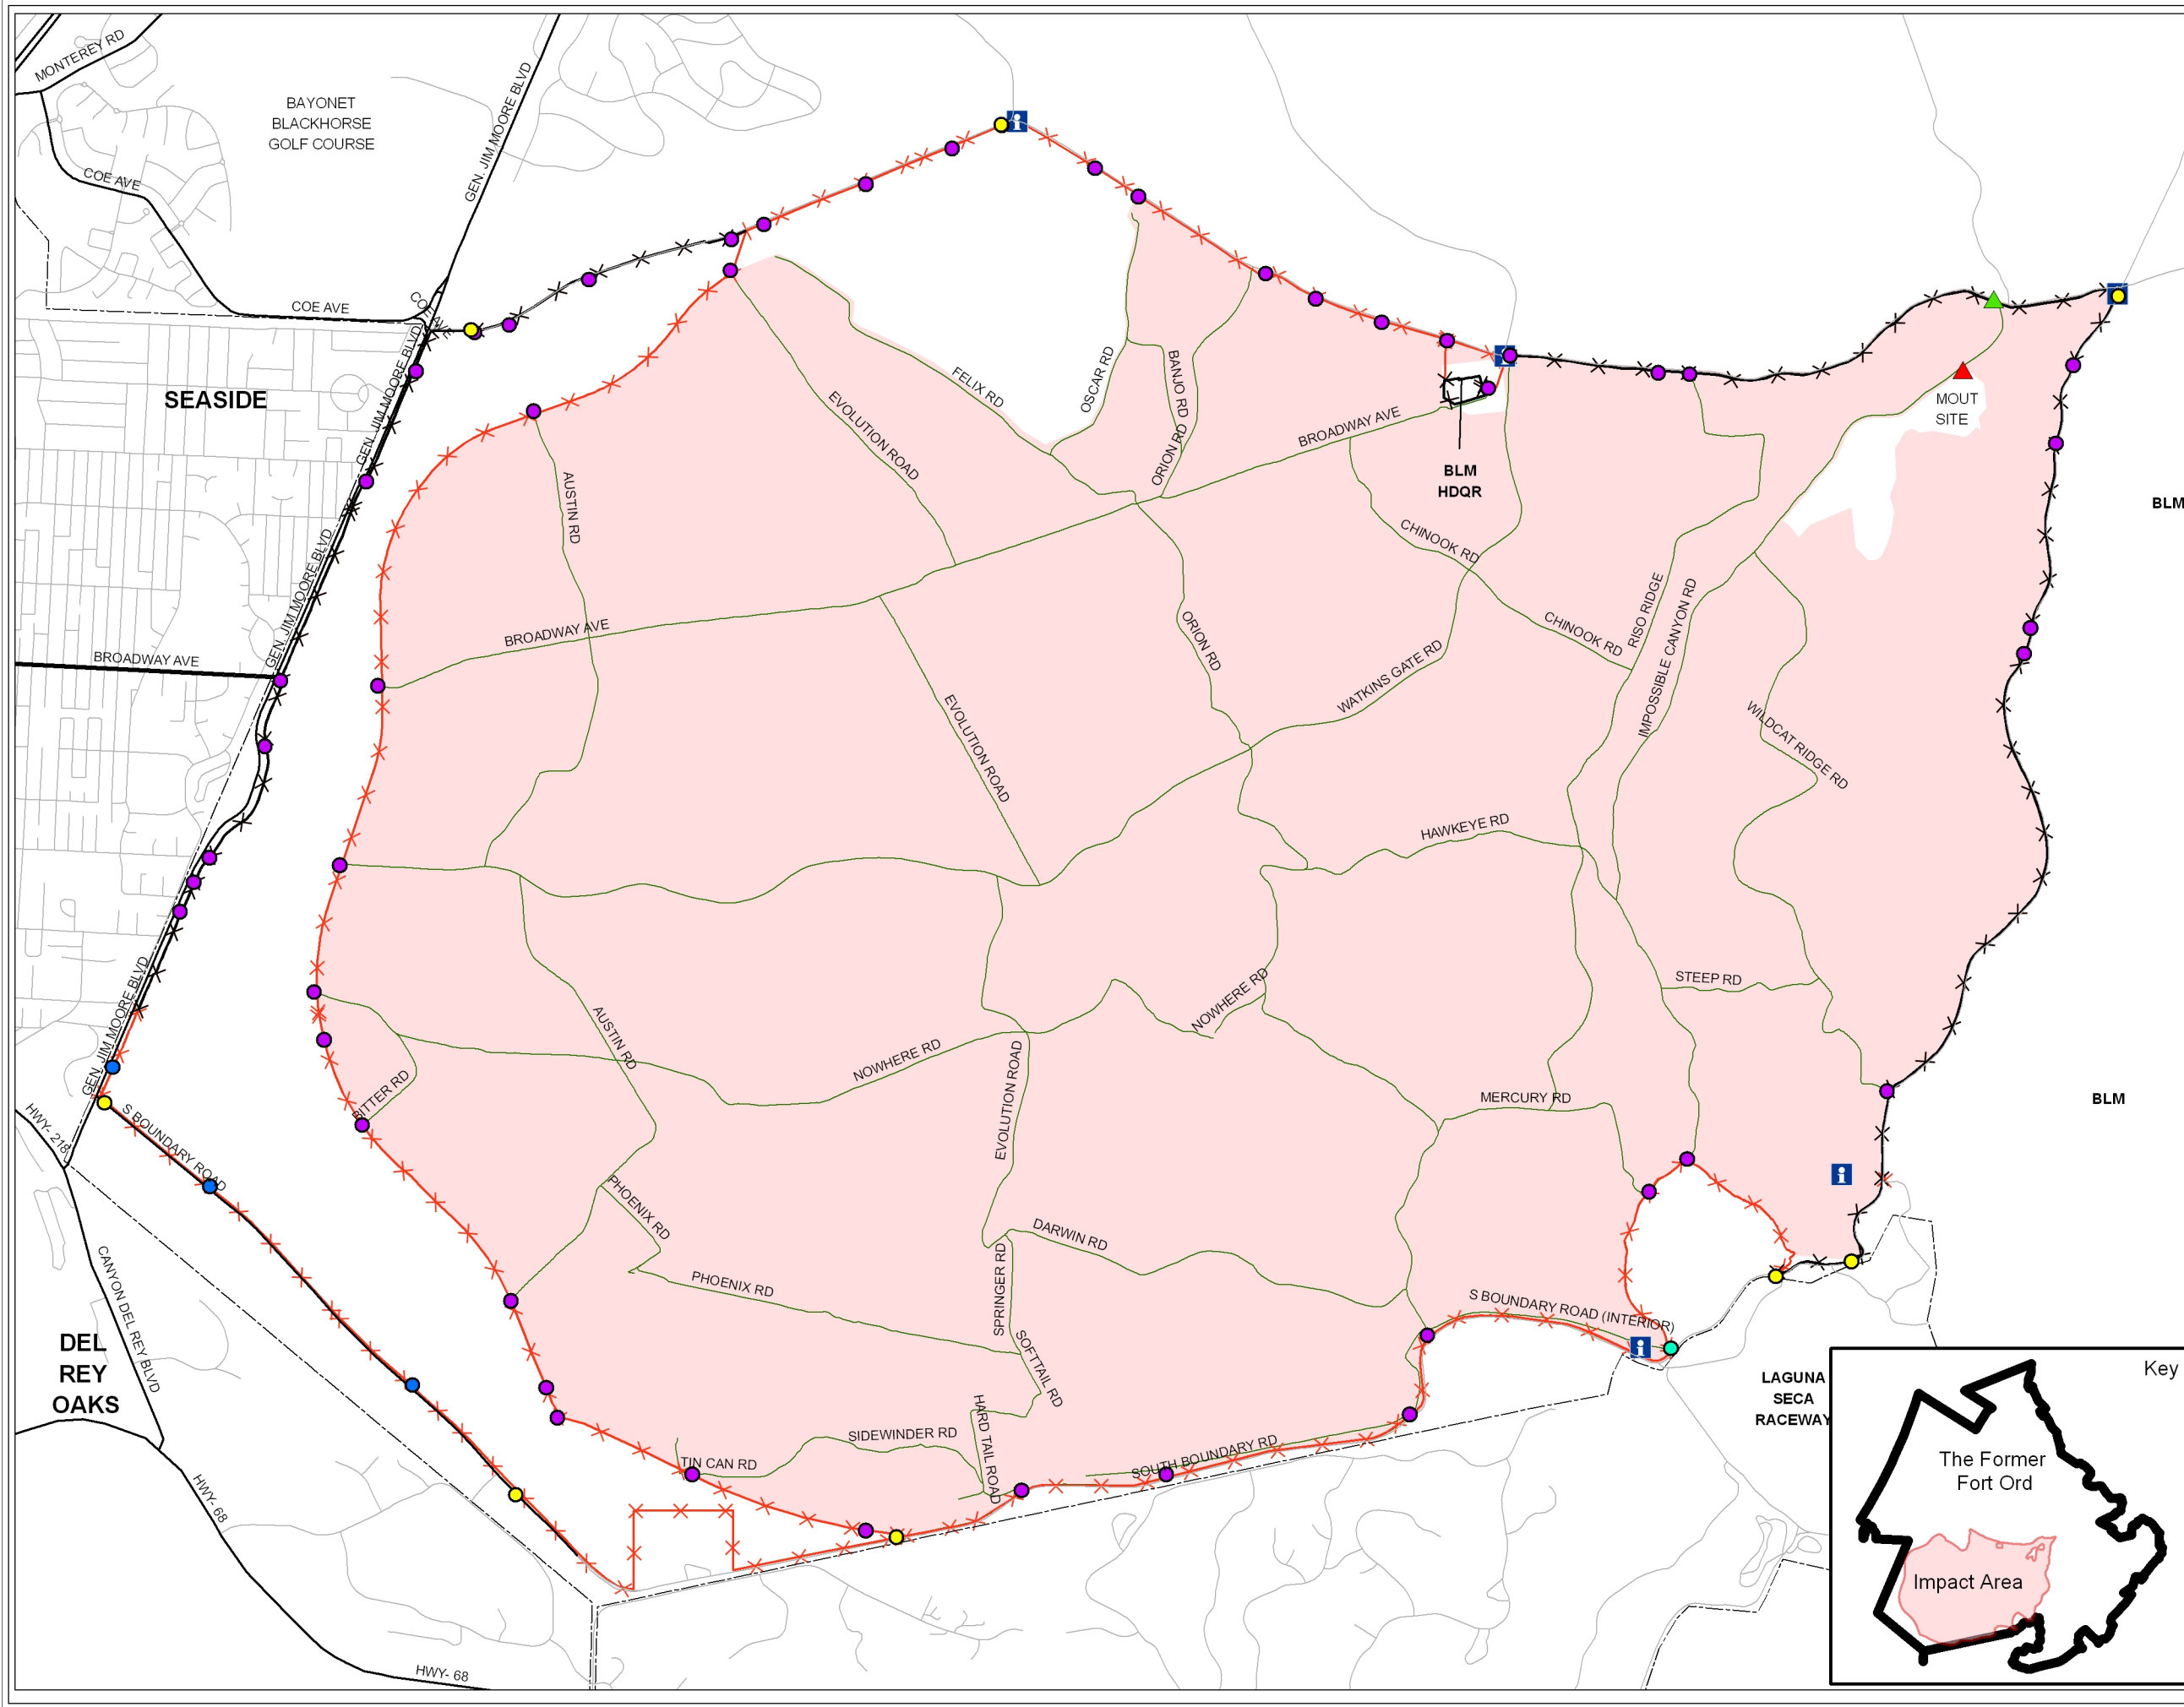 MONTEREY RD
BAYONET
BLACKHORSE
GOLF COURSE
GEN. JIM MOORE BLVD
COE AVE
COE AVE
COE AVE
SEASIDE
GEN. JIM MOORE BLVD
GEN. JIM MOORE BLVD
BROADWAY AVE
GEN. JIM MOORE BLVD
HWY- 218
S BOUNDARY ROAD
CANYON DEL REY BLVD
DEL
REY
OAKS
HWY- 68
HWY- 68
FELIX RD
OSCAR RD
BANJO RD
ORION RD
EVOLUTION ROAD
BROADWAY AVE
BLM
HDQR
MOUT
SITE
BLM
AUSTIN RD
CHINOOK RD
CHINOOK RD
RISO RIDGE
IMPOSSIBLE CANYON RD
BROADWAY AVE
ORION RD
WATKINS GATE RD
EVOLUTION ROAD
WILDCAT RIDGE RD
HAWKEYE RD
STEEP RD
NOWHERE RD
AUSTIN RD
NOWHERE RD
RITTER RD
EVOLUTION ROAD
MERCURY RD
BLM
PHOENIX RD
DARWIN RD
PHOENIX RD
SPRINGER RD
S BOUNDARY ROAD (INTERIOR)
SOFTTAIL RD
HARD TAIL ROAD
SIDEWINDER RD
TIN CAN RD
SOUTH BOUNDARY RD
LAGUNA
SECA
RACEWAY
Key
The Former
Fort Ord
Impact Area